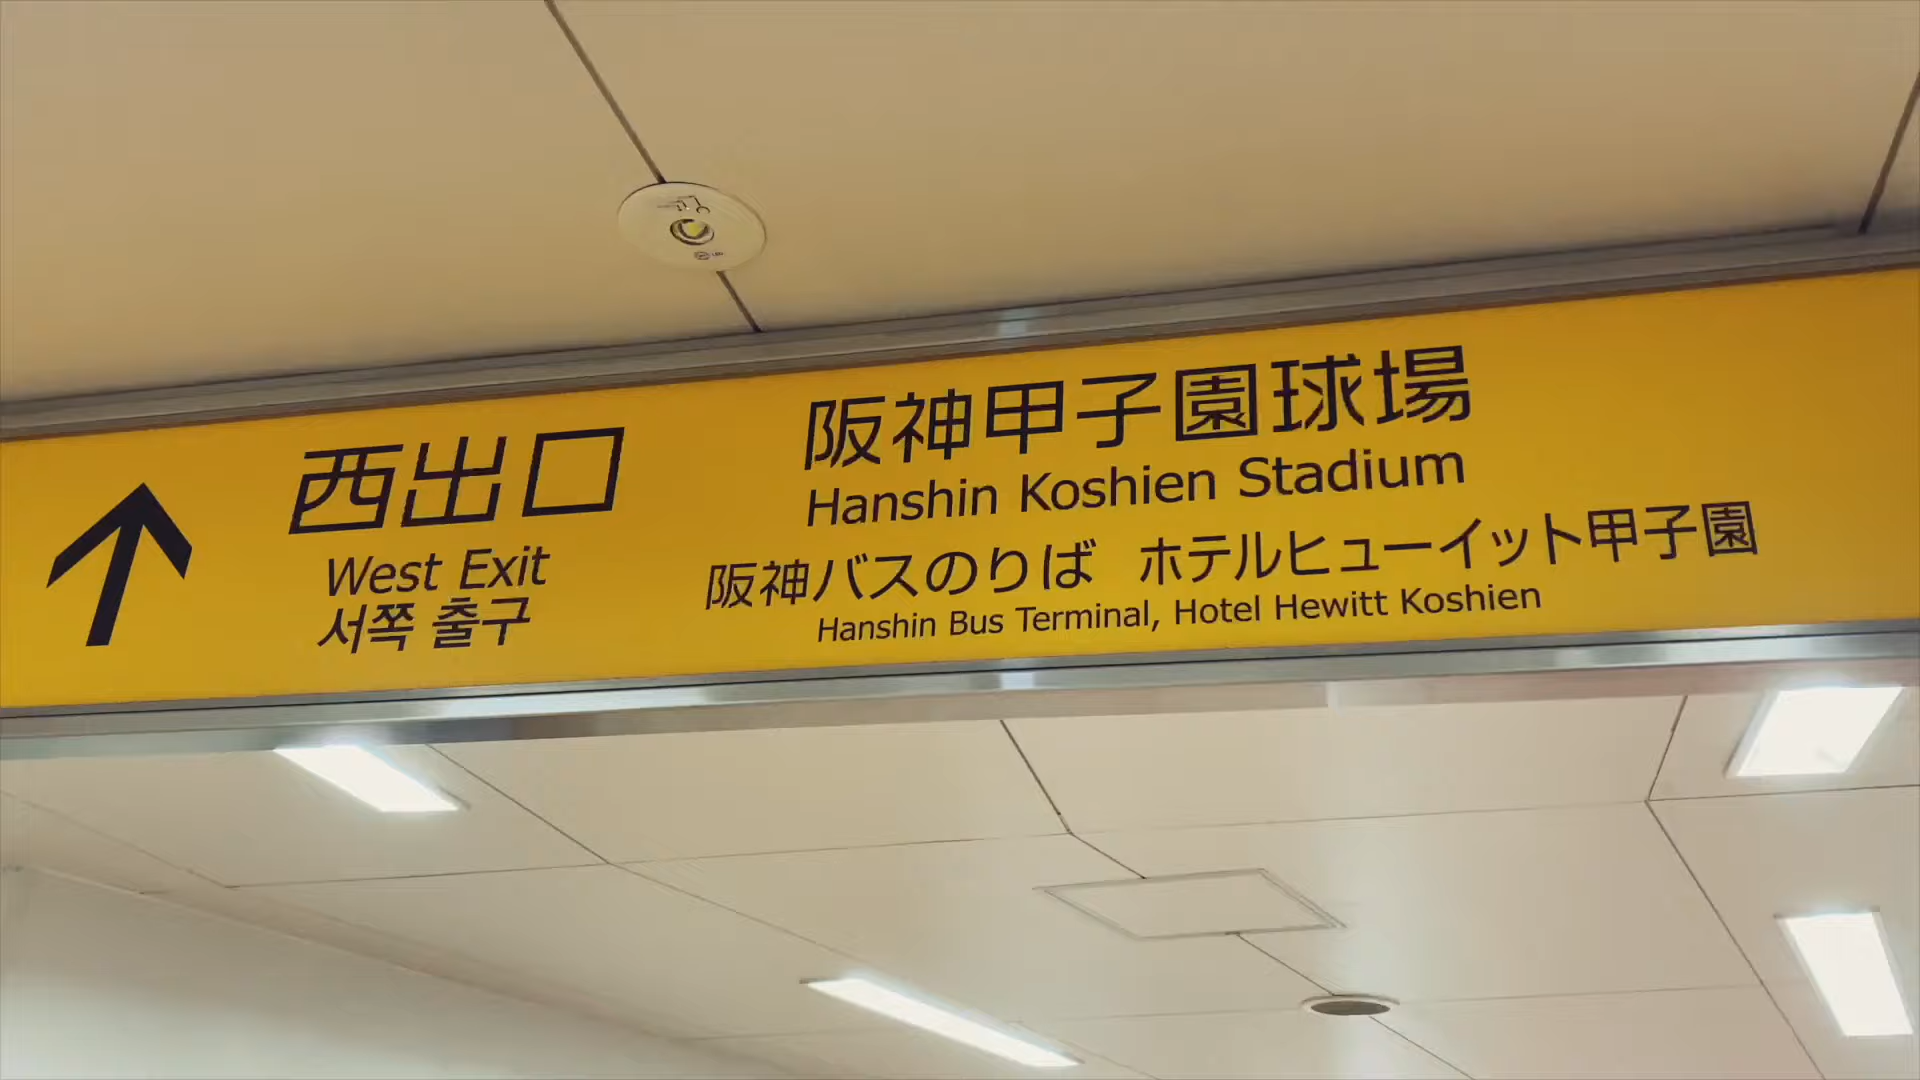 西出口
West Exit
서쪽 출구
阪神甲子園球場
Hanshin Koshien Stadium
阪神バスのりば ホテルヒューイット甲子園
Hanshin Bus Terminal, Hotel Hewitt Koshien